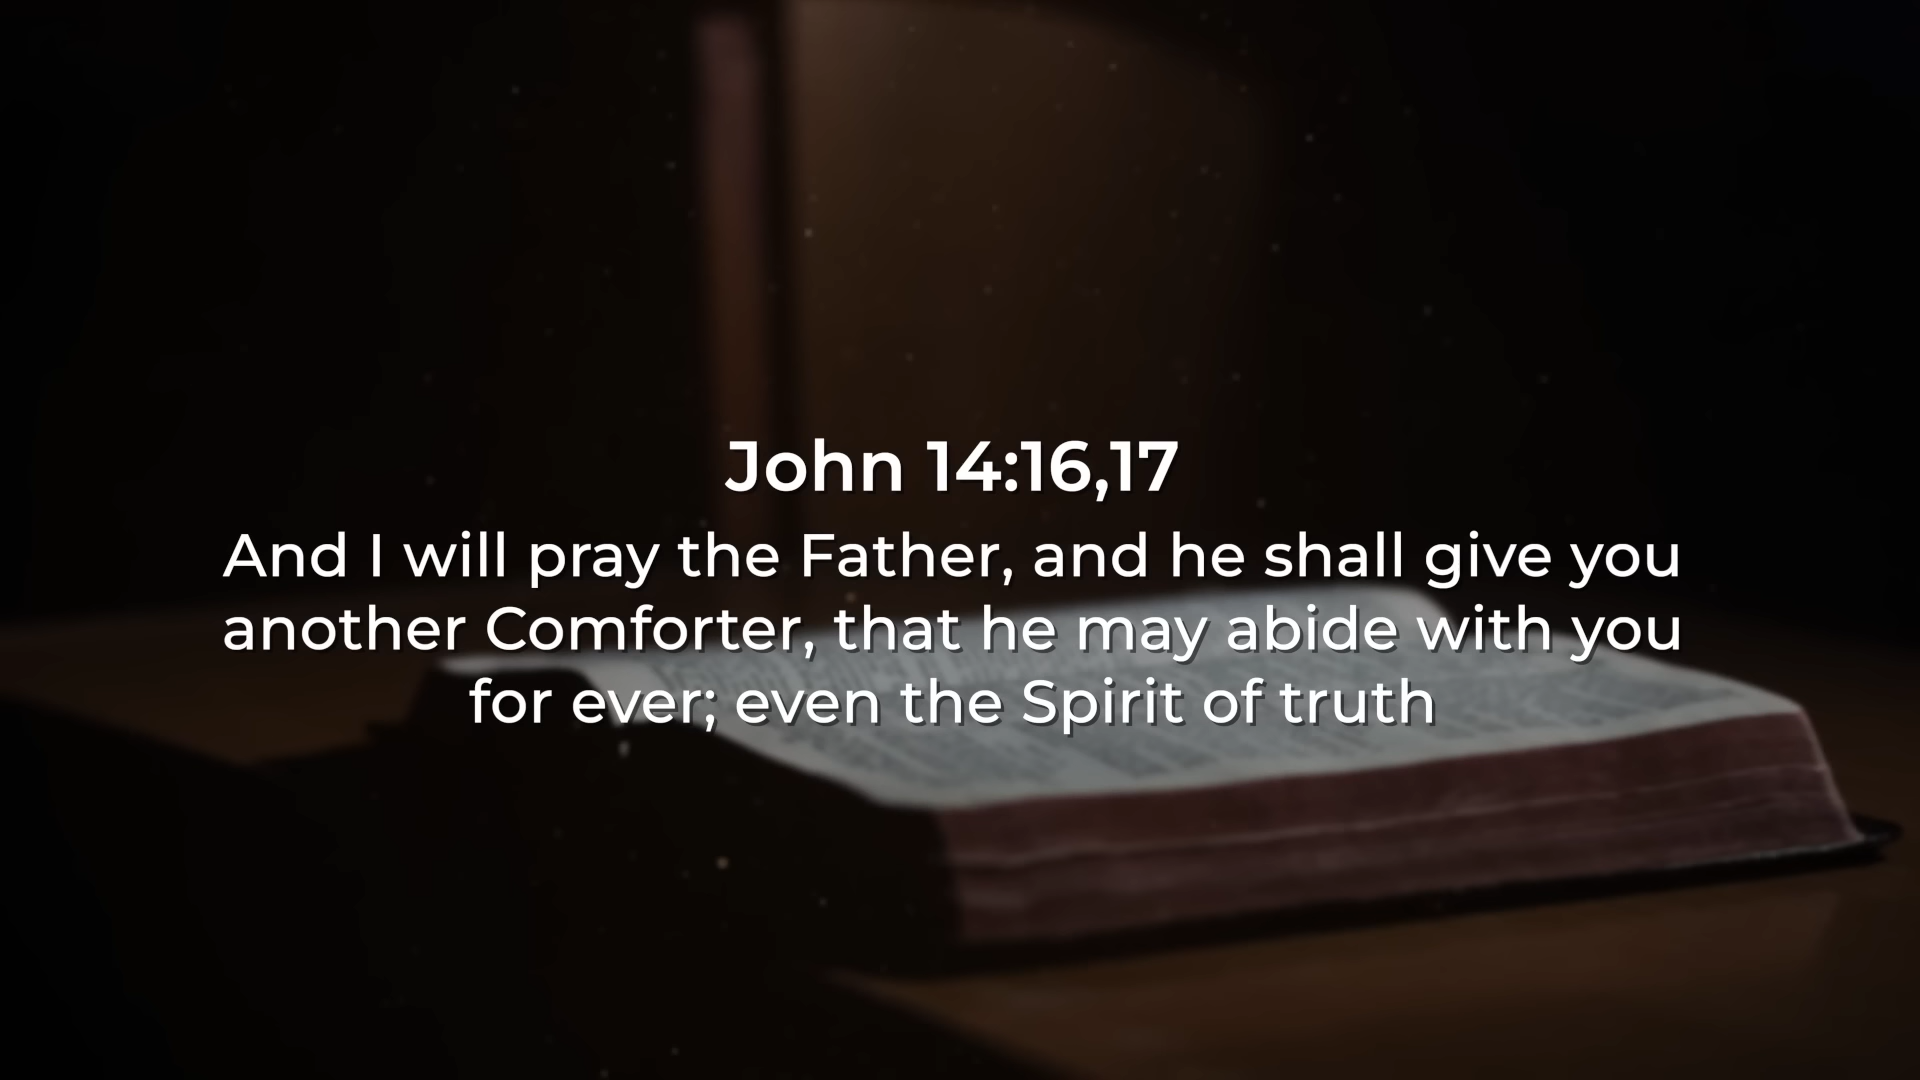 John 14:16,17
And I will pray the Father, and he shall give you
another Comforter, that he may abide with you
for ever; even the Spirit of truth